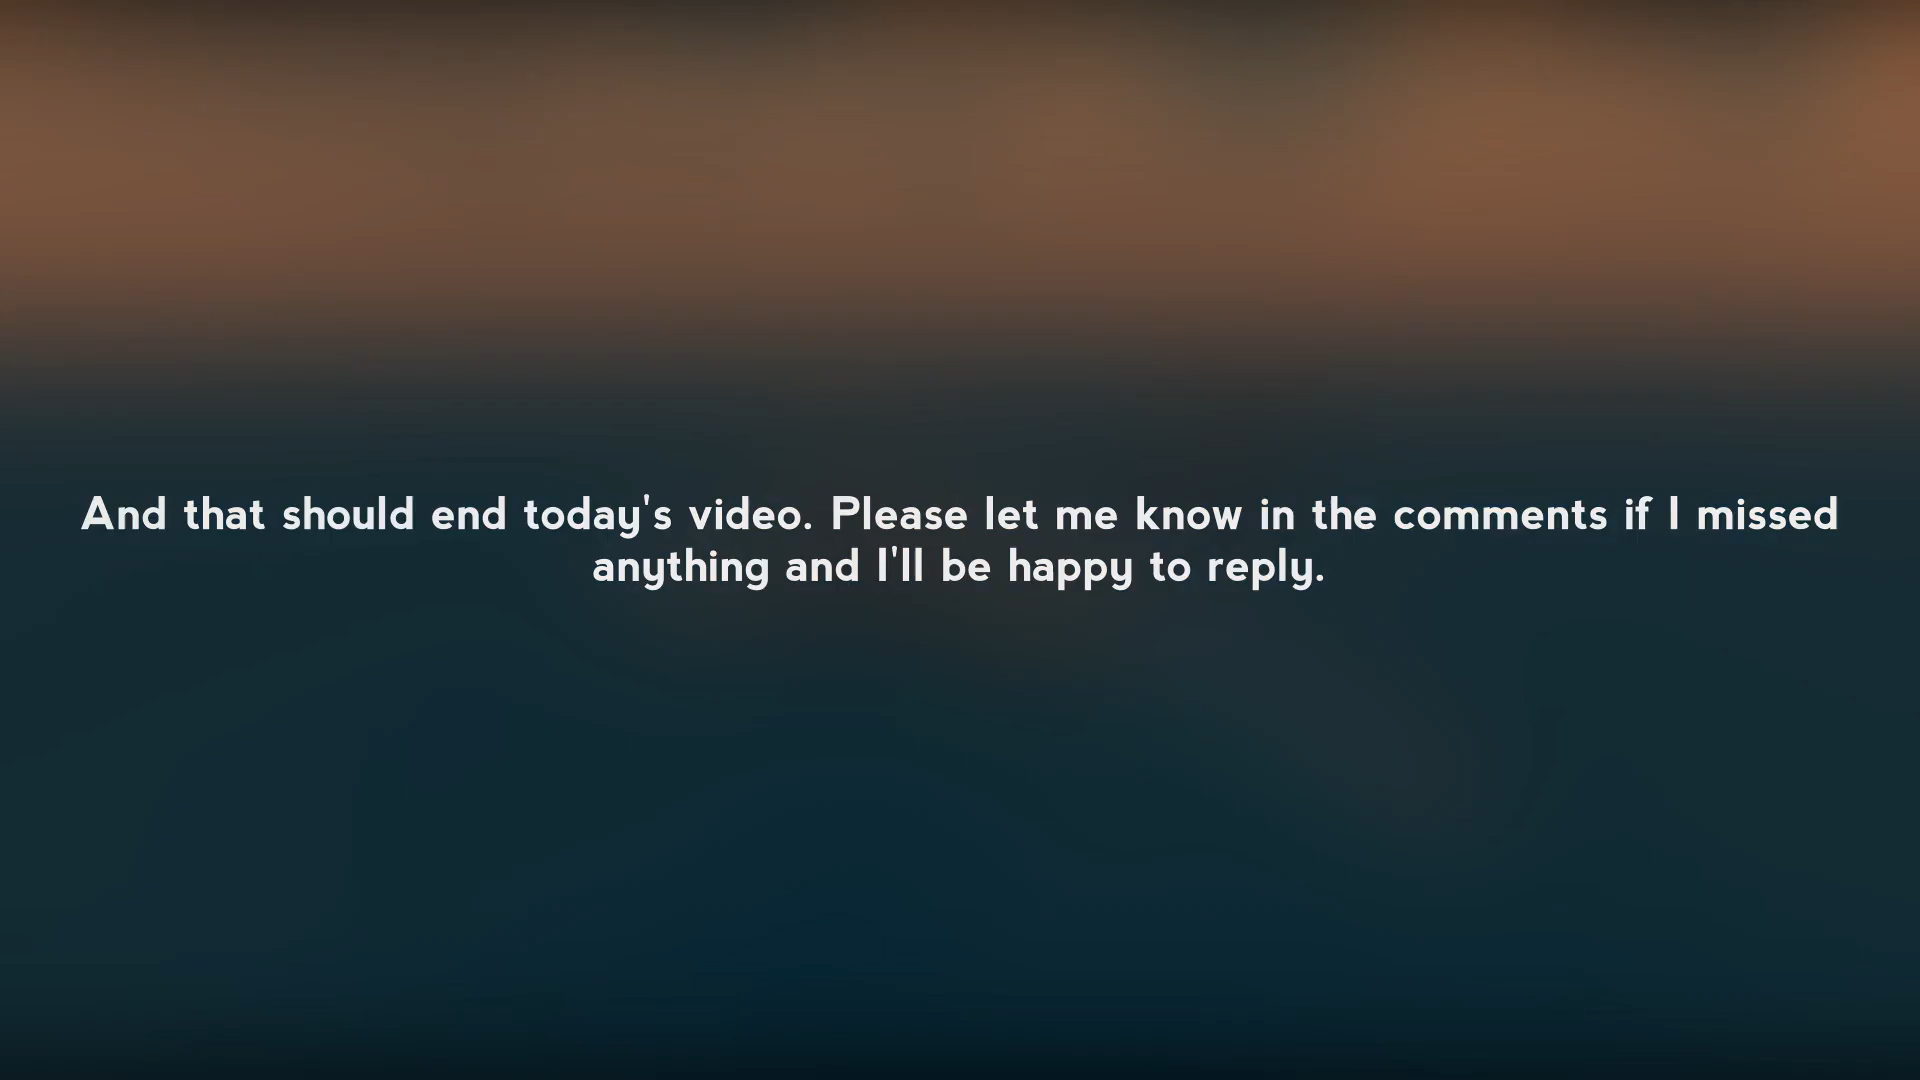 And that should end today's video. Please let me know in the comments if I missed
anything and I'll be happy to reply.